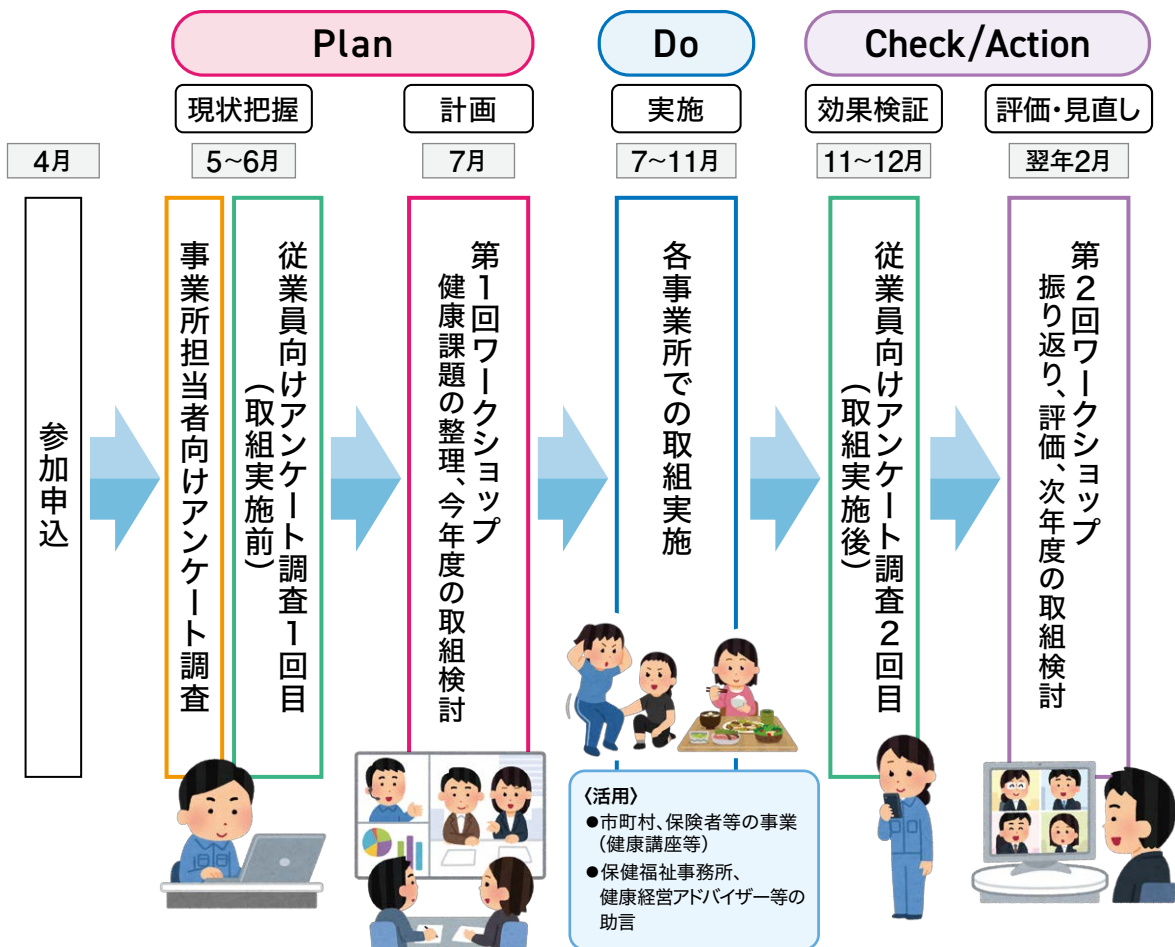 Plan
Do
Check/Action
現状把握
計画
実施
効果検証
評価・見直し
4月
5〜6月
7月
7〜11月
11〜12月
翌年2月
参加申込
事業所担当者向けアンケート調査
従業員向けアンケート調査1回目
(取組実施前)
第1回ワークショップ
健康課題の整理、今年度の取組検討
各事業所での取組実施
従業員向けアンケート調査2回目
(取組実施後)
第2回ワークショップ
振り返り、評価、次年度の取組検討
〈活用〉
●市町村、保険者等の事業
(健康講座等)
●保健福祉事務所、
健康経営アドバイザー等の
助言